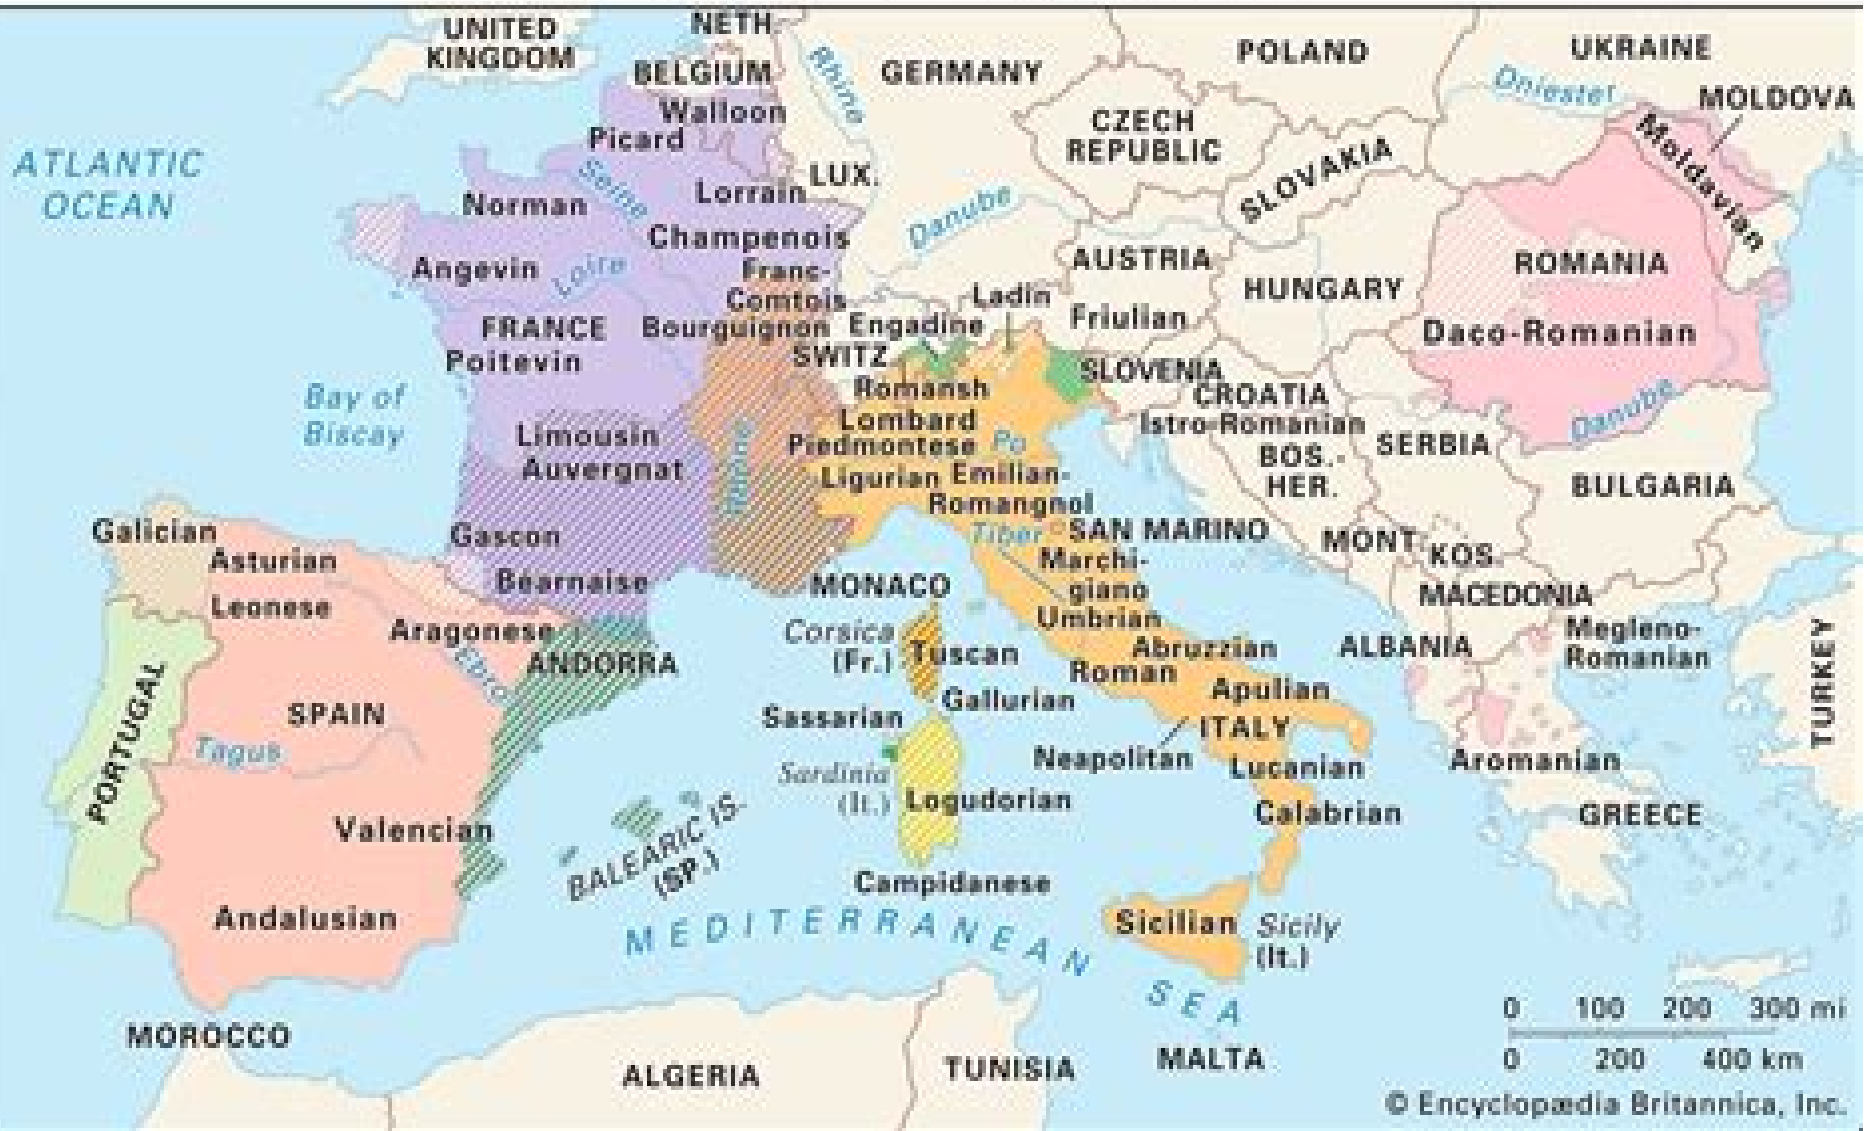 UNITED
KINGDOM
NETH.
BELGIUM
Walloon
Picard
Rhine
GERMANY
POLAND
UKRAINE
Dniester
MOLDOVA
Moldavian
CZECH
REPUBLIC
SLOVAKIA
LUX.
ATLANTIC
OCEAN
Norman
Seine
Lorrain
Champenois
Danube
Angevin
Loire
Franc-
Comtois
AUSTRIA
HUNGARY
ROMANIA
Ladin
Friulian
FRANCE
Bourguignon
Engadine
Daco-Romanian
Poitevin
SWITZ.
SLOVENIA
Romansh
CROATIA
Danube
Bay of
Biscay
Lombard
Istro-Romanian
Limousin
Piedmontese
Po
SERBIA
Auvergnat
Rhône
BOS.-
HER.
Ligurian
Emilian-
Romangnol
BULGARIA
Galician
Asturian
Gascon
Tiber
SAN MARINO
MONT.
KOS.
Béarnaise
MONACO
Marchi-
giano
MACEDONIA
Leonese
Aragonese
Corsica
(Fr.)
Umbrian
Megleno-
Romanian
Ebro
ANDORRA
Tuscan
Abruzzian
ALBANIA
Roman
TURKEY
PORTUGAL
SPAIN
Gallurian
Apulian
Sassarian
ITALY
Tagus
Neapolitan
Lucanian
Aromanian
Sardinia
(It.)
Logudorian
Valencian
BALEARIC IS.
(SP.)
Calabrian
GREECE
Campidanese
Andalusian
MEDITERRANEAN
SEA
Sicilian
Sicily
(It.)
MOROCCO
ALGERIA
TUNISIA
MALTA
0 100 200 300 mi
0 200 400 km
© Encyclopædia Britannica, Inc.